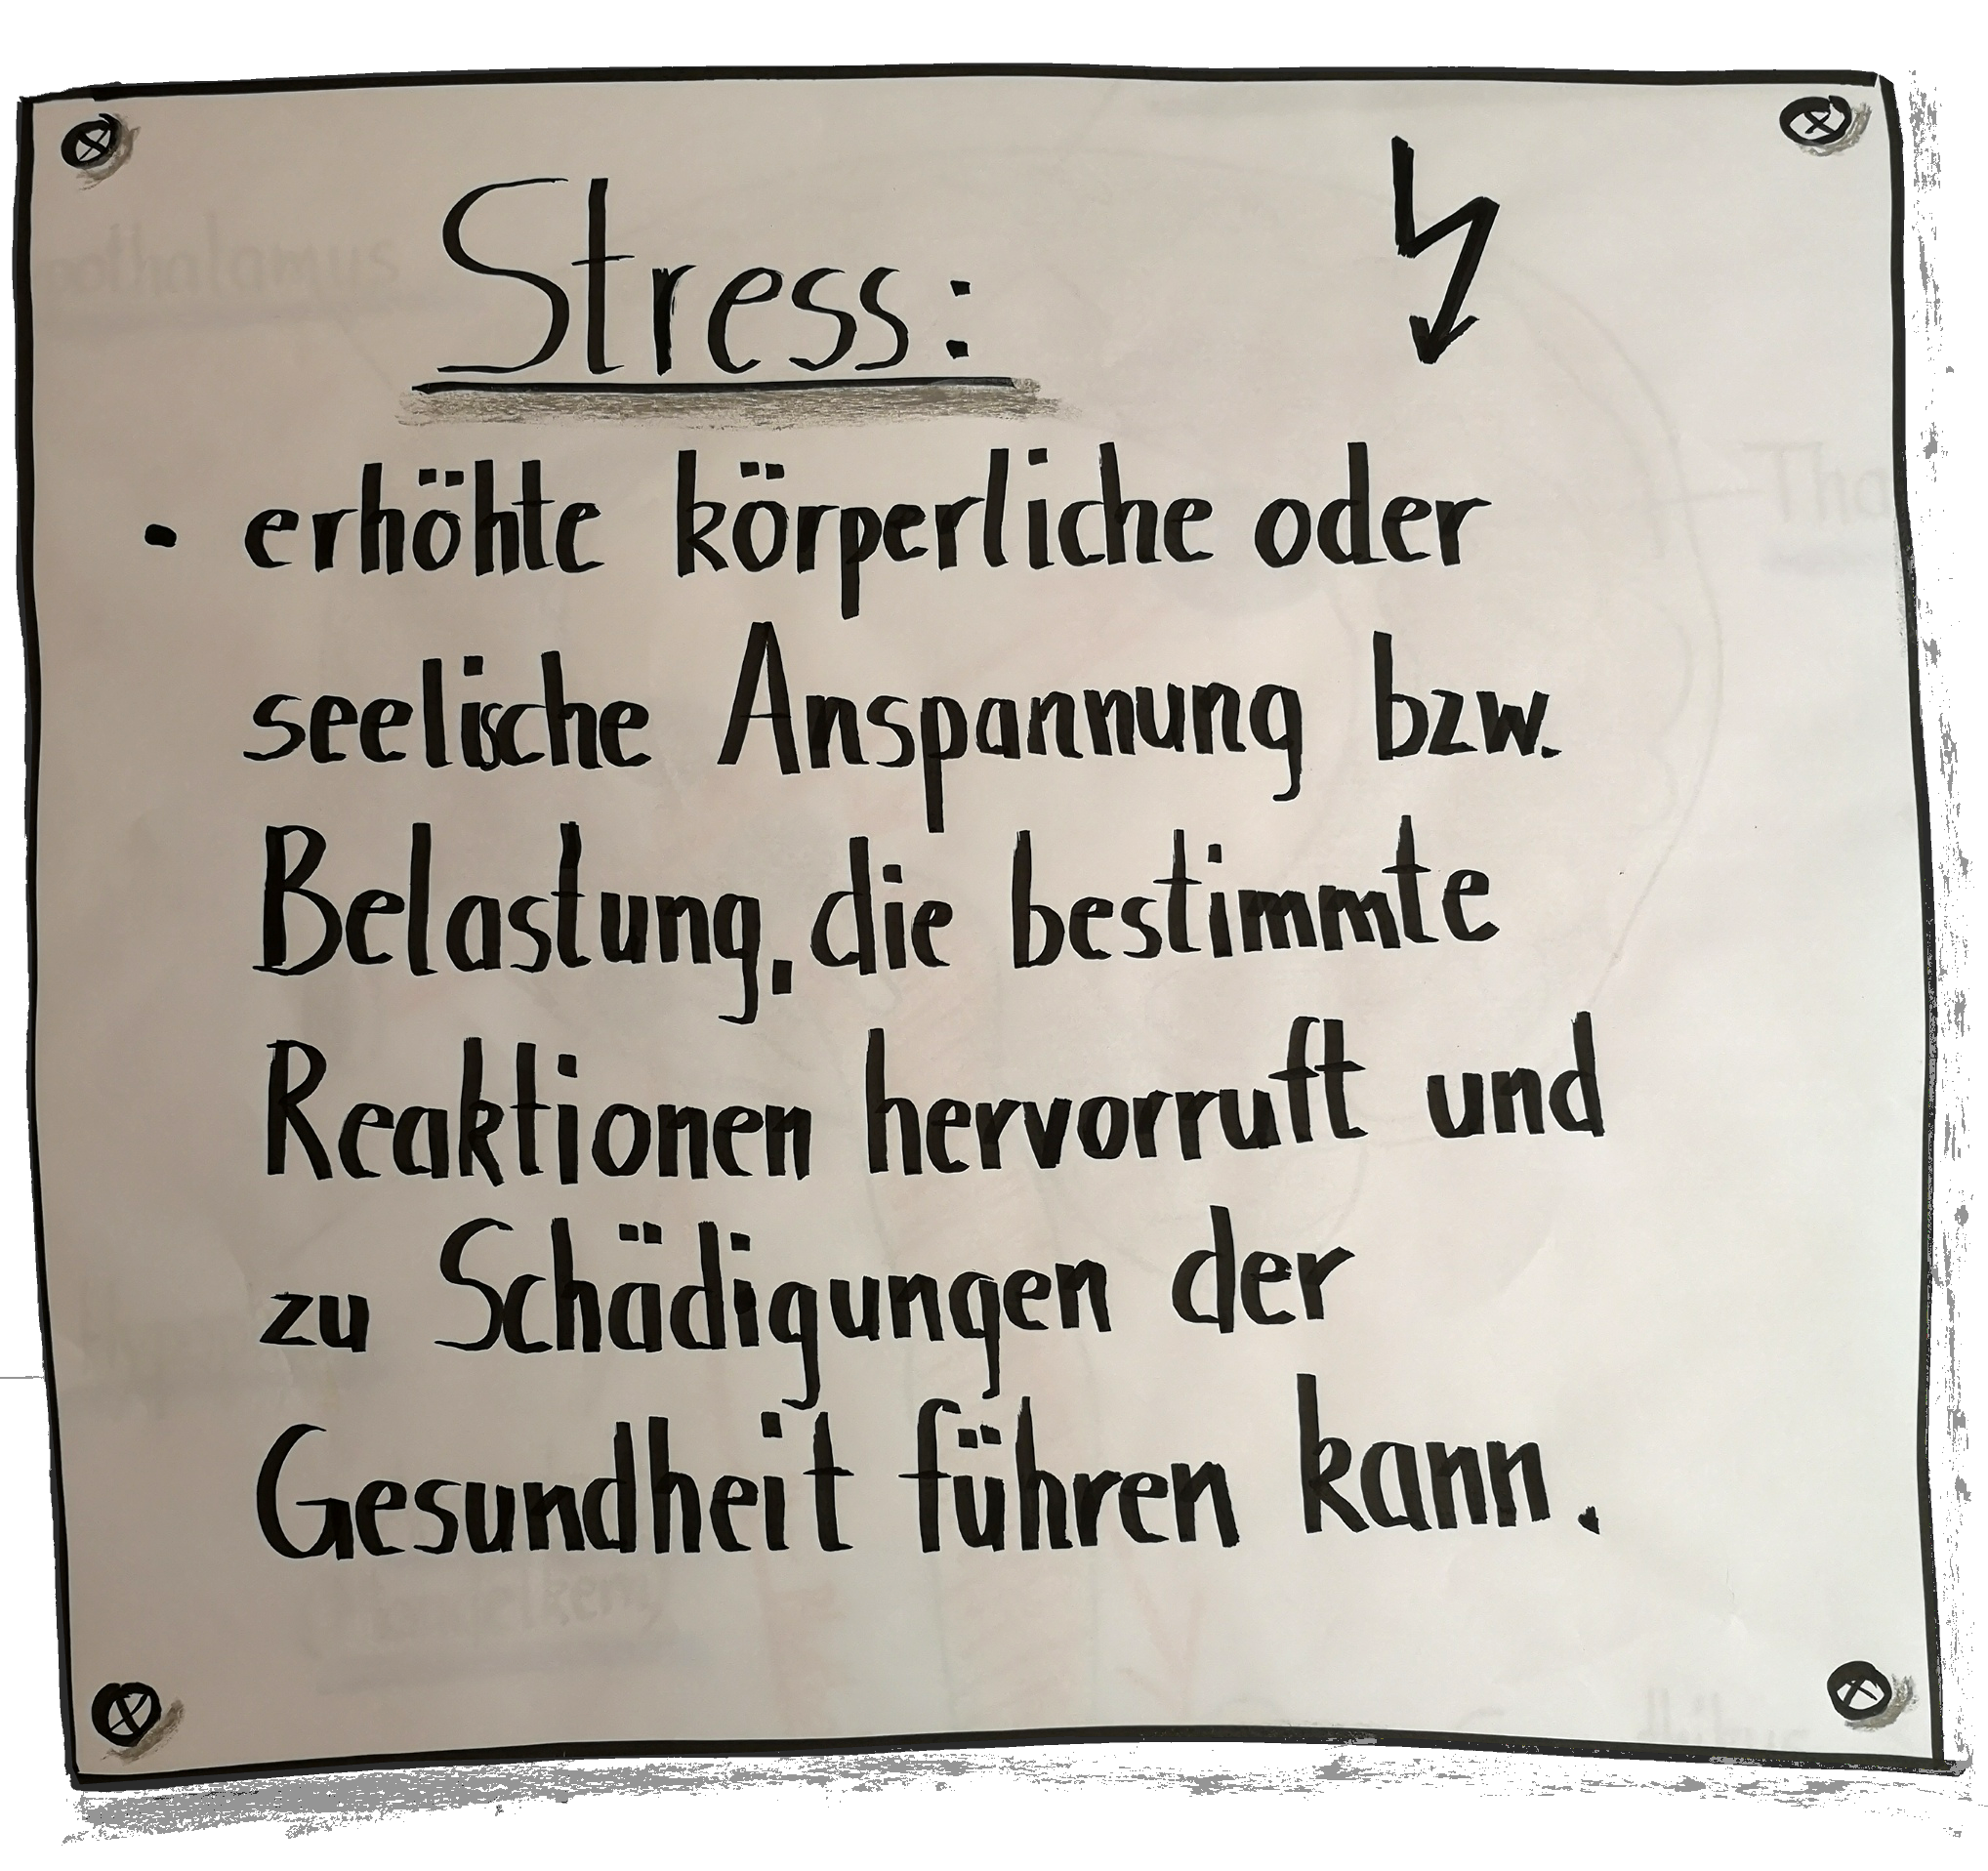 Stress:
• erhöhte körperliche oder
seelische Anspannung bzw.
Belastung, die bestimmte
Reaktionen hervorruft und
zu Schädigungen der
Gesundheit führen kann.